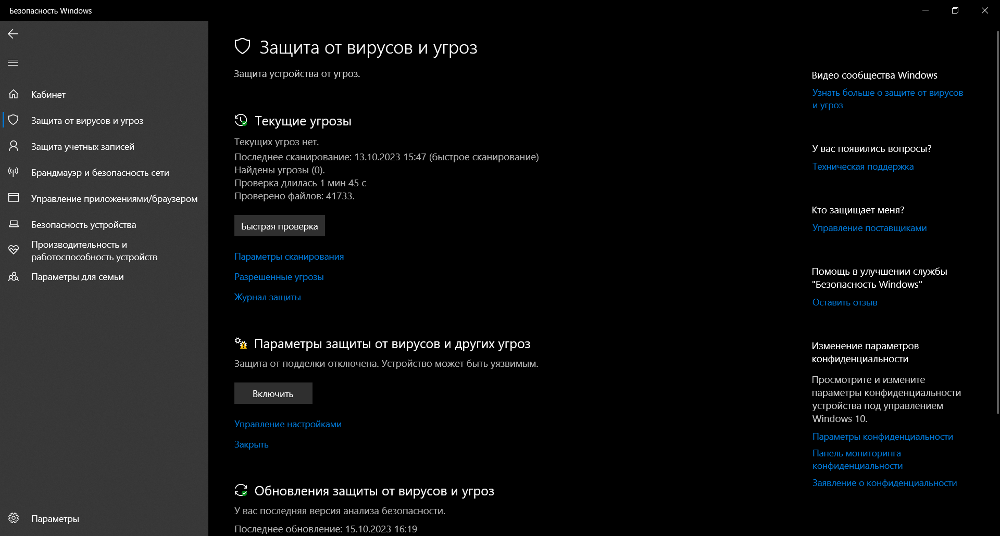 Безопасность Windows
Кабинет
Защита от вирусов и угроз
Защита учетных записей
Брандмауэр и безопасность сети
Управление приложениями/браузером
Безопасность устройства
Производительность и
работоспособность устройств
Параметры для семьи
Параметры
Защита от вирусов и угроз
Защита устройства от угроз.
Текущие угрозы
Текущих угроз нет.
Последнее сканирование: 13.10.2023 15:47 (быстрое сканирование)
Найдены угрозы (0).
Проверка длилась 1 мин 45 с
Проверено файлов: 41733.
Быстрая проверка
Параметры сканирования
Разрешенные угрозы
Журнал защиты
Параметры защиты от вирусов и других угроз
Защита от подделки отключена. Устройство может быть уязвимым.
Включить
Управление настройками
Закрыть
Обновления защиты от вирусов и угроз
У вас последняя версия анализа безопасности.
Последнее обновление: 15.10.2023 16:19
Видео сообщества Windows
Узнать больше о защите от вирусов
и угроз
У вас появились вопросы?
Техническая поддержка
Кто защищает меня?
Управление поставщиками
Помощь в улучшении службы
"Безопасность Windows"
Оставить отзыв
Изменение параметров
конфиденциальности
Просмотрите и измените
параметры конфиденциальности
устройства под управлением
Windows 10.
Параметры конфиденциальности
Панель мониторинга
конфиденциальности
Заявление о конфиденциальности